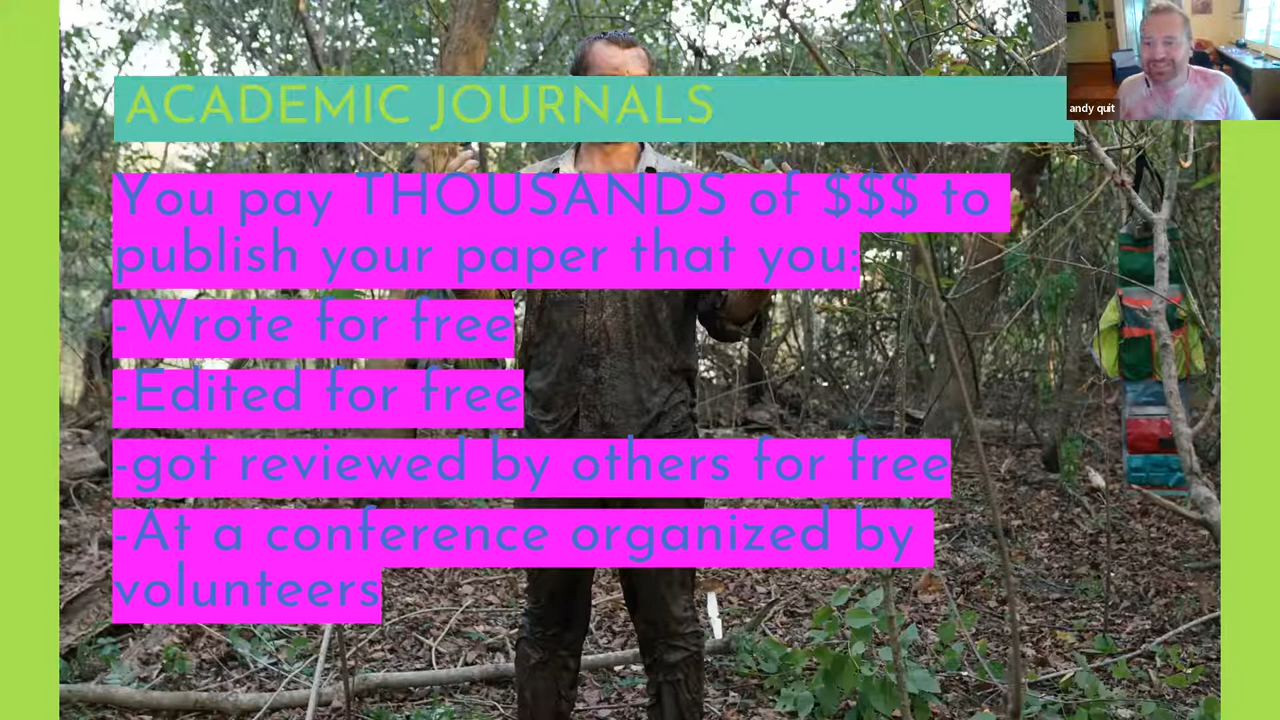 andy quit
ACADEMIC JOURNALS
You pay THOUSANDS of $$$ to
publish your paper that you:
-Wrote for free
-Edited for free
-got reviewed by others for free
-At a conference organized by
volunteers